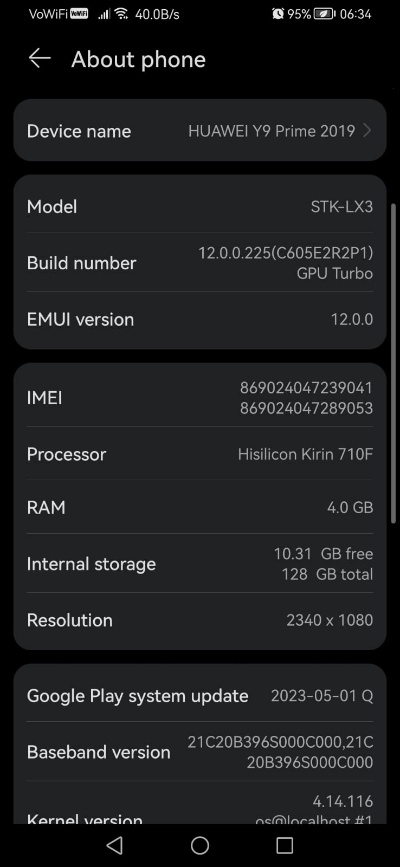 VoWiFi VoWiFi 40.0B/s 95% 06:34
About phone
Device name HUAWEI Y9 Prime 2019
Model STK-LX3
Build number 12.0.0.225(C605E2R2P1)
GPU Turbo
EMUI version 12.0.0
IMEI 869024047239041
869024047289053
Processor Hisilicon Kirin 710F
RAM 4.0 GB
Internal storage 10.31 GB free
128 GB total
Resolution 2340 x 1080
Google Play system update 2023-05-01 Q
Baseband version 21C20B396S000C000,21C
20B396S000C000
Kernel version 4.14.116
os@localhost #1